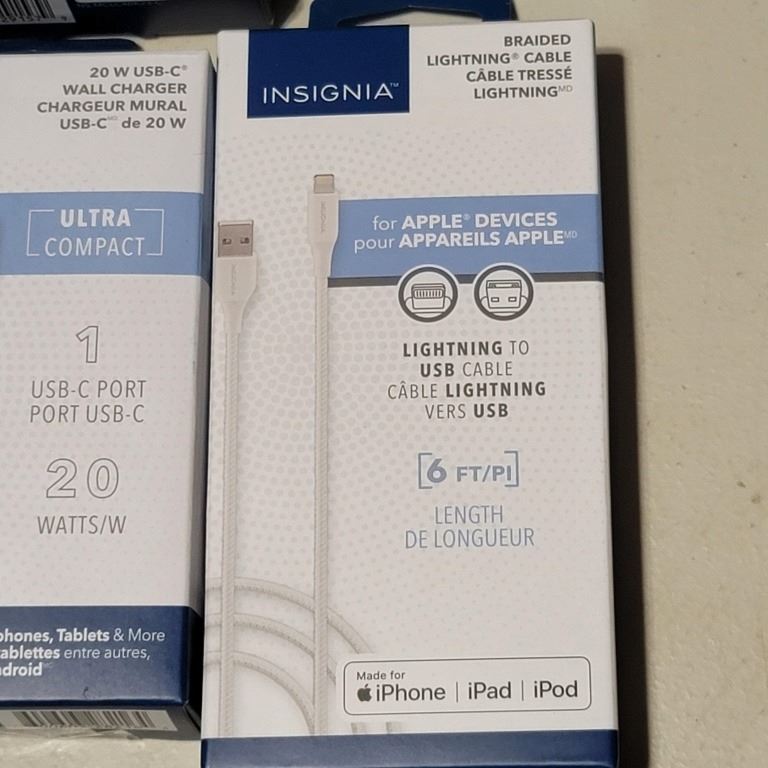 20 W USB-C®
WALL CHARGER
CHARGEUR MURAL
USB-CMD de 20 W
ULTRA
COMPACT
1
USB-C PORT
PORT USB-C
20
WATTS/W
phones, Tablets & More
tablettes entre autres,
ndroid
INSIGNIA™
BRAIDED
LIGHTNING® CABLE
CÂBLE TRESSÉ
LIGHTNINGMD
for APPLE® DEVICES
pour APPAREILS APPLEMD
LIGHTNING TO
USB CABLE
CÂBLE LIGHTNING
VERS USB
[6 FT/PI]
LENGTH
DE LONGUEUR
Made for
iPhone | iPad | iPod